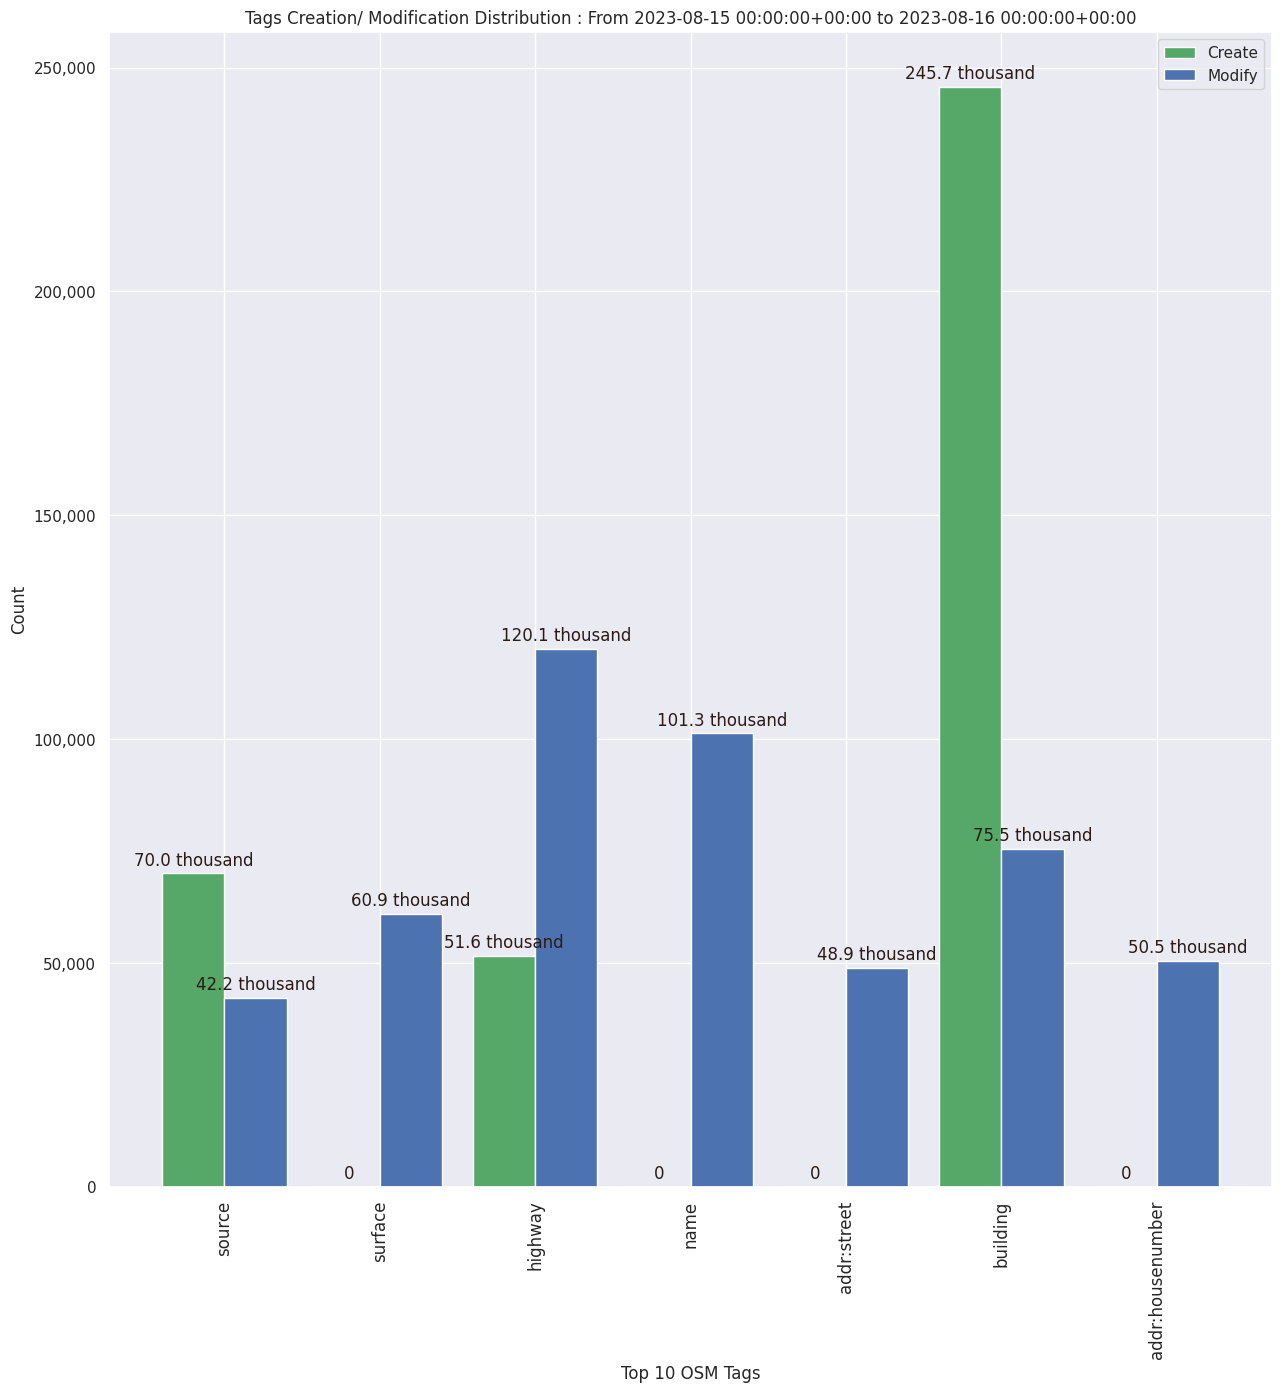 Tags Creation/ Modification Distribution : From 2023-08-15 00:00:00+00:00 to 2023-08-16 00:00:00+00:00
Create
Modify
250,000
200,000
150,000
100,000
50,000
0
Count
245.7 thousand
120.1 thousand
101.3 thousand
75.5 thousand
70.0 thousand
60.9 thousand
51.6 thousand
50.5 thousand
48.9 thousand
42.2 thousand
0
0
0
0
source
surface
highway
name
addr:street
building
addr:housenumber
Top 10 OSM Tags